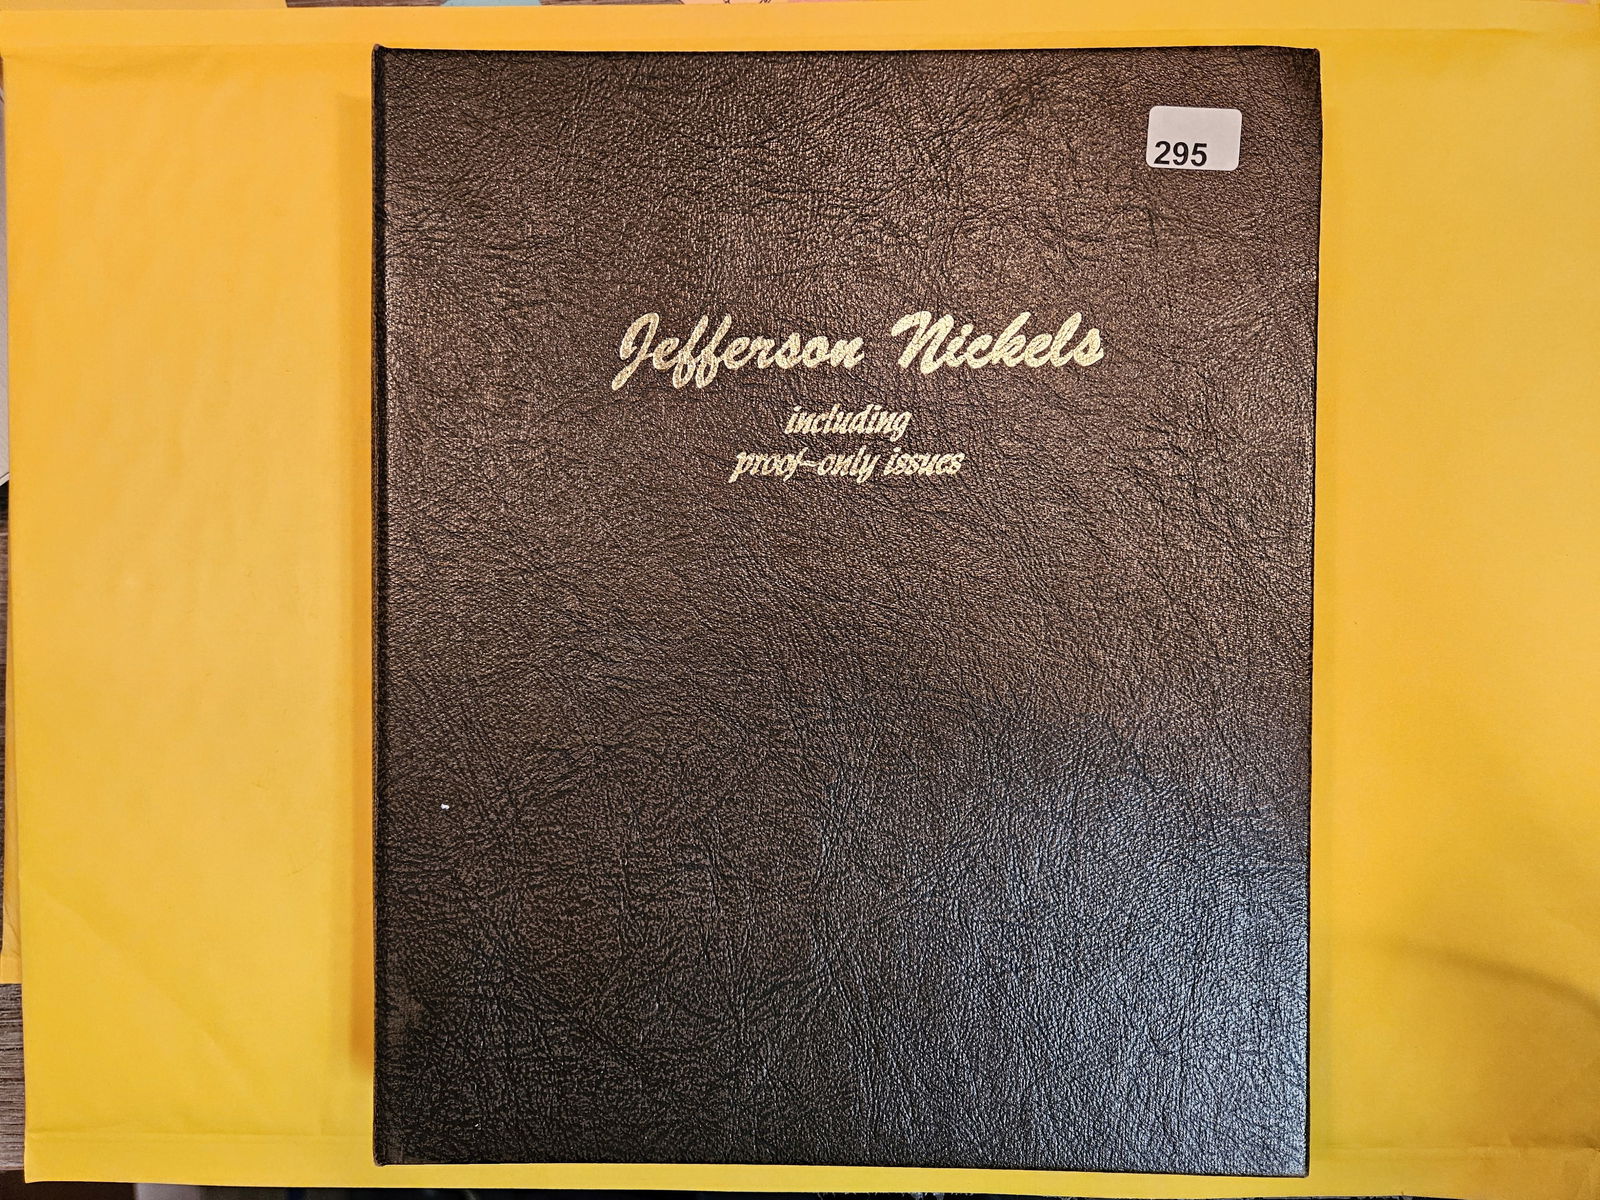 295
Jefferson Nickels
including
proof-only issues